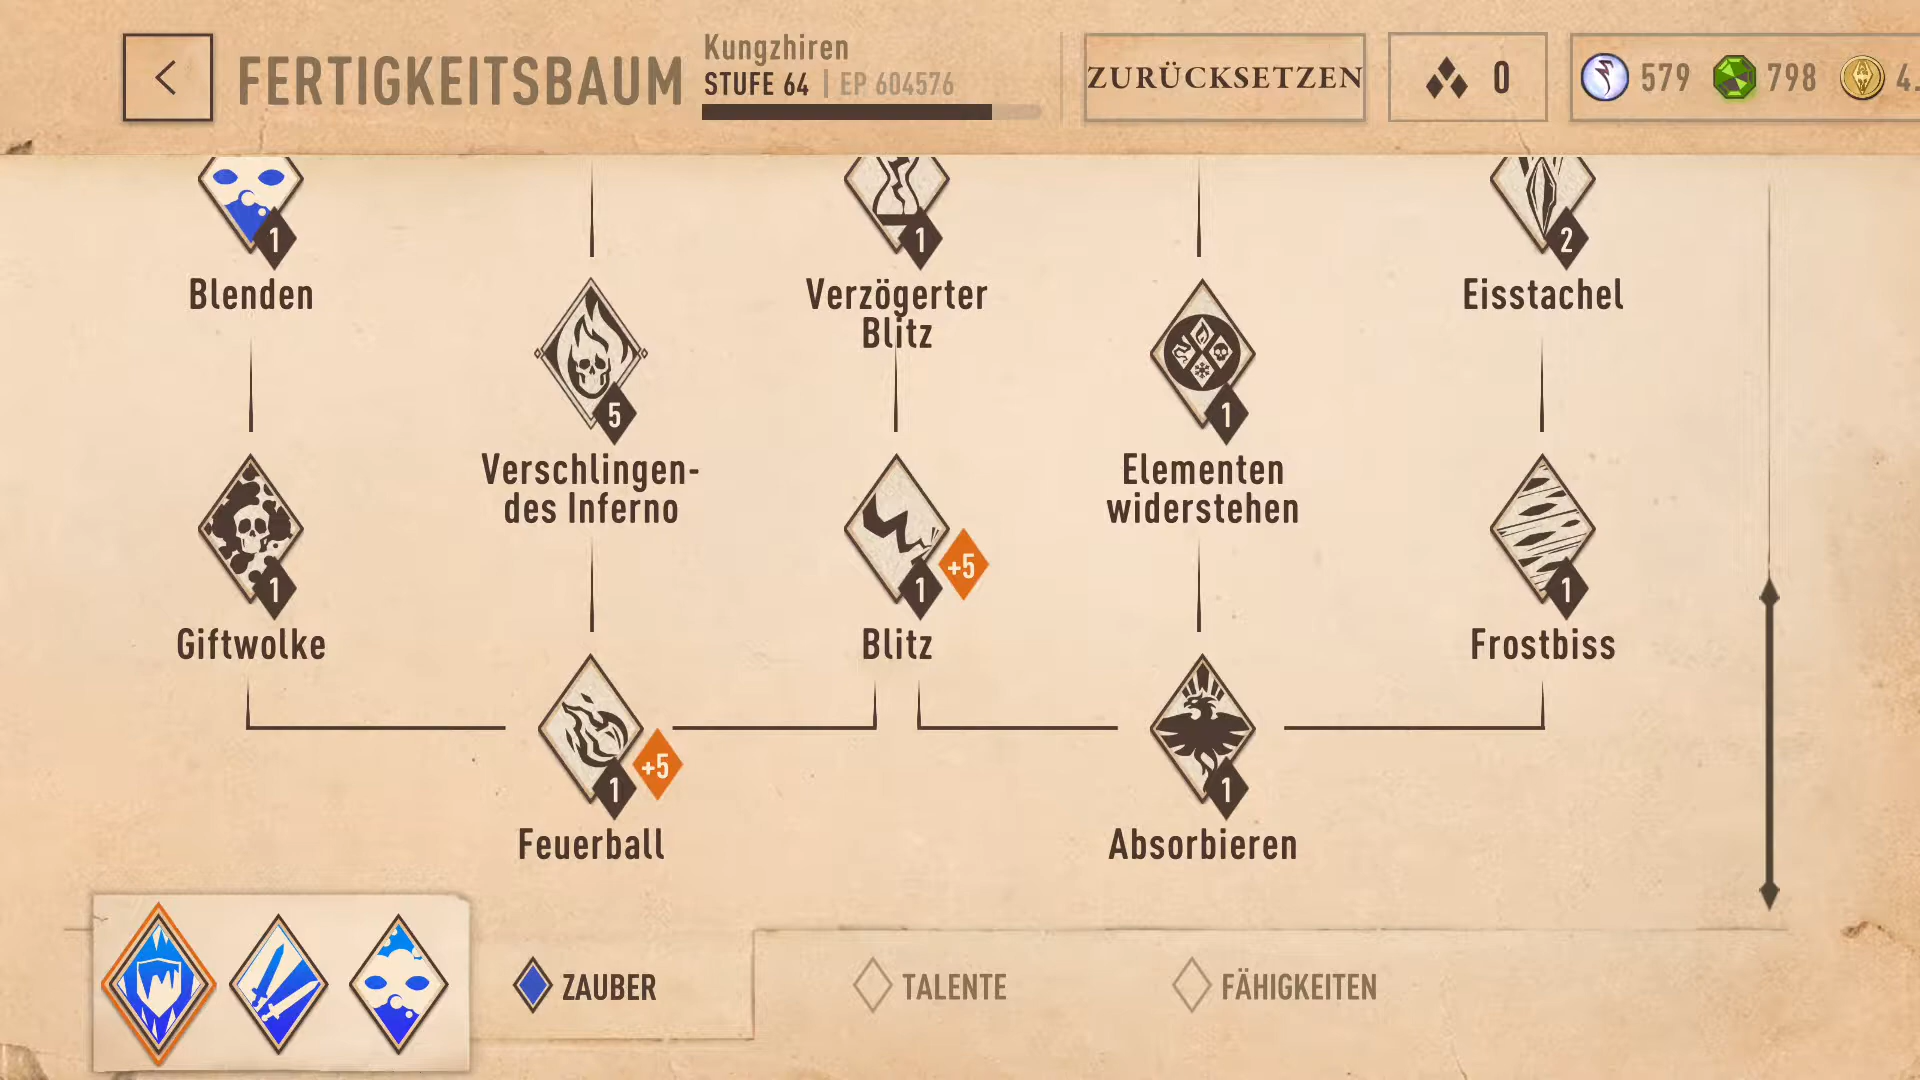 FERTIGKEITSBAUM
Kungzhiren
STUFE 64 | EP 604576
ZURÜCKSETZEN
0
579
798
4.
1
1
2
Blenden
Verzögerter
Blitz
Eisstachel
5
1
Verschlingen-
des Inferno
Elementen
widerstehen
1
1
+5
1
Giftwolke
Blitz
Frostbiss
1
+5
1
Feuerball
Absorbieren
ZAUBER
TALENTE
FÄHIGKEITEN